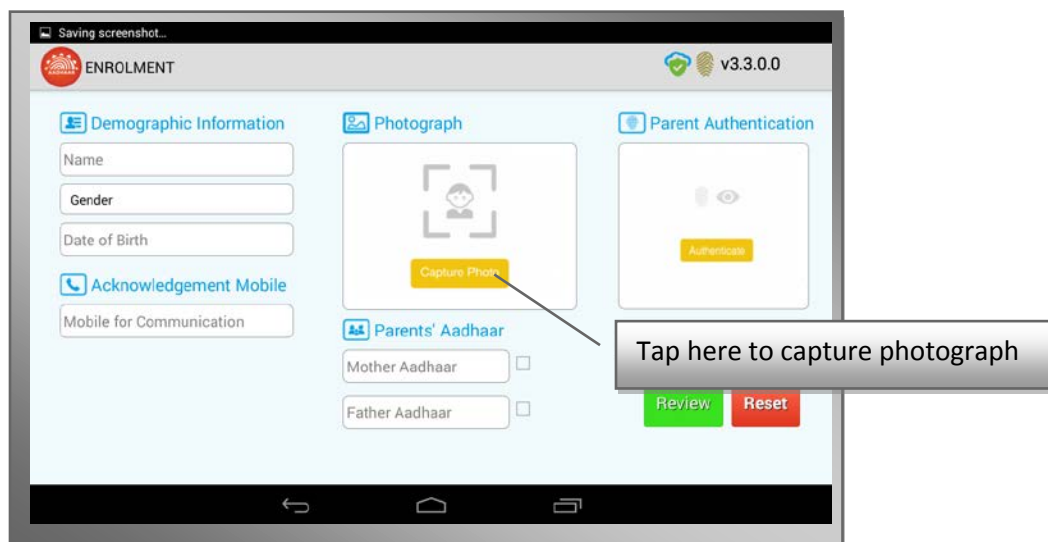 Saving screenshot...
AADHAAR
ENROLMENT
v3.3.0.0
Demographic Information
Name
Gender
Date of Birth
Acknowledgement Mobile
Mobile for Communication
Photograph
Capture Photo
Parents' Aadhaar
Mother Aadhaar
Father Aadhaar
Parent Authentication
Authenticate
Tap here to capture photograph
Review
Reset